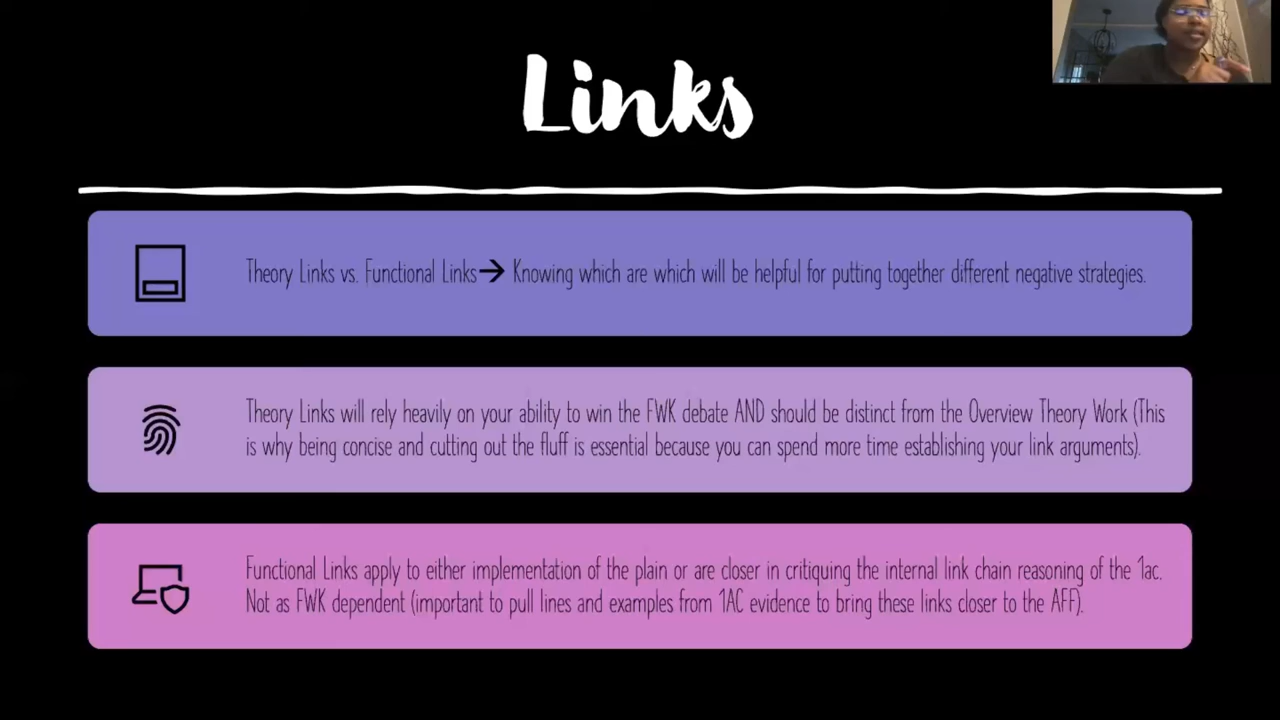 Links
Theory Links vs. Functional Links→ Knowing which are which will be helpful for putting together different negative strategies.
Theory Links will rely heavily on your ability to win the FWK debate AND should be distinct from the Overview Theory Work (This
is why being concise and cutting out the fluff is essential because you can spend more time establishing your link arguments).
Functional Links apply to either implementation of the plain or are closer in critiquing the internal link chain reasoning of the 1ac.
Not as FWK dependent (important to pull lines and examples from 1AC evidence to bring these links closer to the AFF).